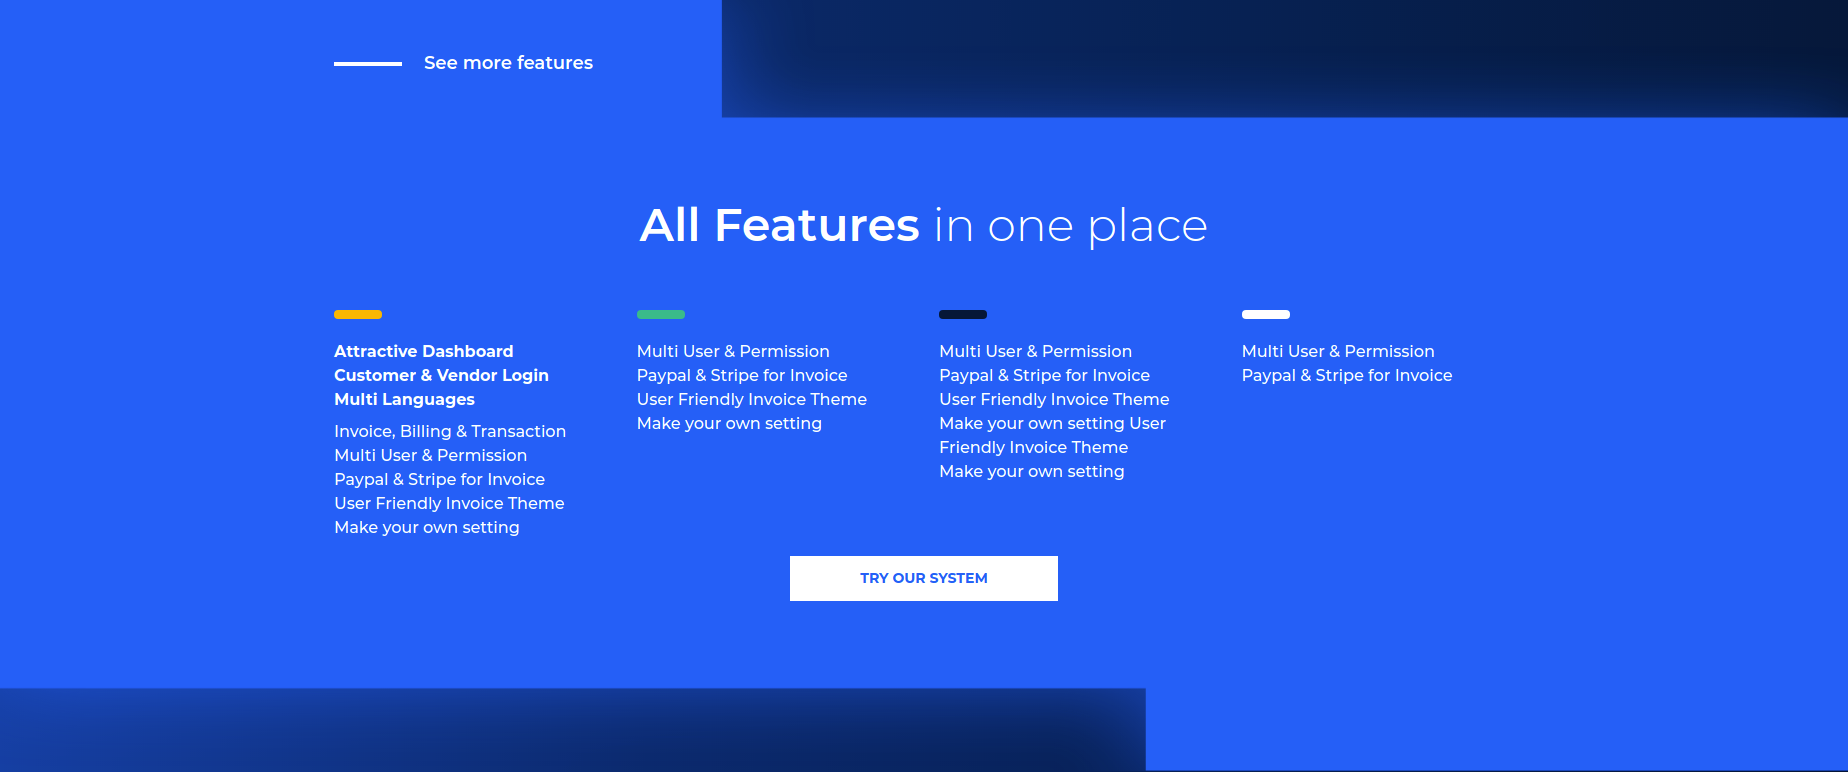 See more features
All Features in one place
Attractive Dashboard
Customer & Vendor Login
Multi Languages
Invoice, Billing & Transaction
Multi User & Permission
Paypal & Stripe for Invoice
User Friendly Invoice Theme
Make your own setting
Multi User & Permission
Paypal & Stripe for Invoice
User Friendly Invoice Theme
Make your own setting
Multi User & Permission
Paypal & Stripe for Invoice
User Friendly Invoice Theme
Make your own setting User
Friendly Invoice Theme
Make your own setting
Multi User & Permission
Paypal & Stripe for Invoice
TRY OUR SYSTEM